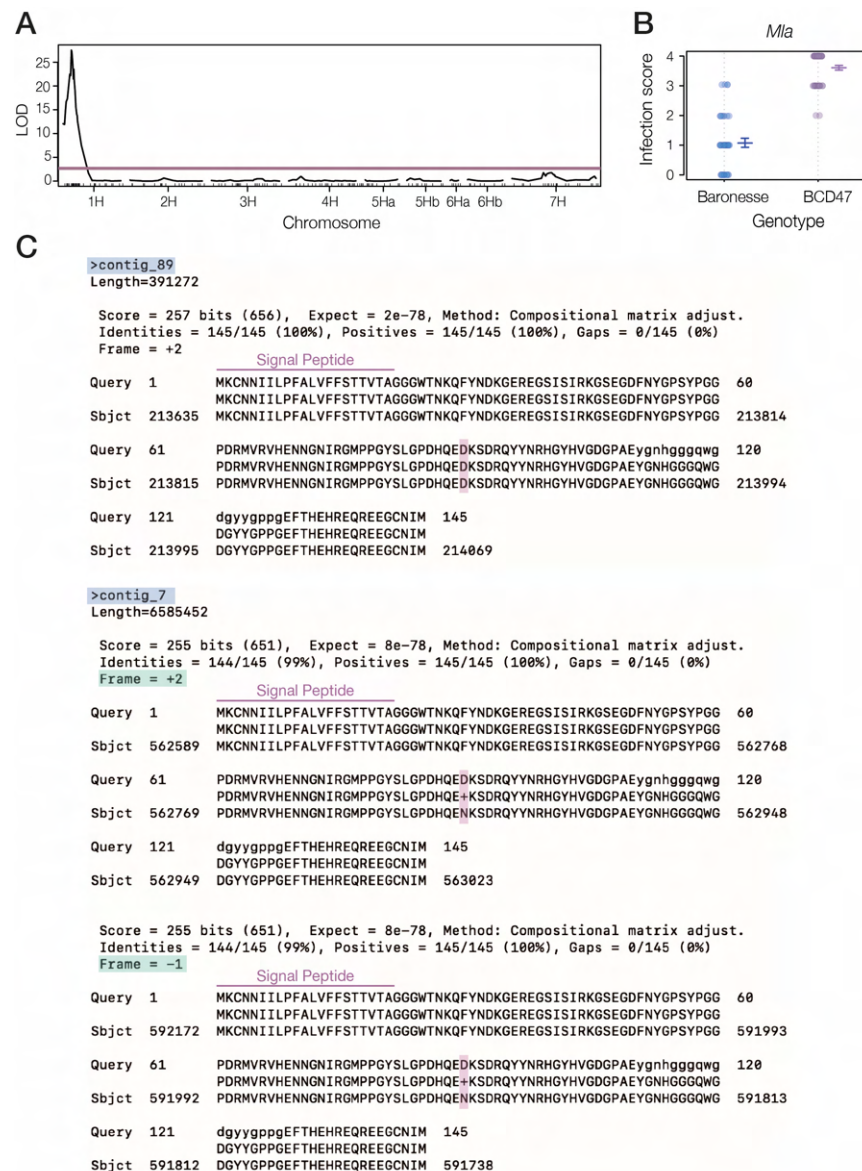 A
LOD
25
20
15
10
5
0
1H 2H 3H 4H 5Ha 5Hb 6Ha 6Hb 7H
Chromosome
B
Mla
Infection score
4
3
2
1
0
Baronesse BCD47
Genotype
C
>contig_89
Length=391272
Score = 257 bits (656), Expect = 2e-78, Method: Compositional matrix adjust.
Identities = 145/145 (100%), Positives = 145/145 (100%), Gaps = 0/145 (0%)
Frame = +2
Signal Peptide
Query 1 MKCNNIILPFALVFFSTTVTAGGGWTNKQFYNDKGEREGSISIRKGSEGDFNYGPSYPGG 60
MKCNNIILPFALVFFSTTVTAGGGWTNKQFYNDKGEREGSISIRKGSEGDFNYGPSYPGG
Sbjct 213635 MKCNNIILPFALVFFSTTVTAGGGWTNKQFYNDKGEREGSISIRKGSEGDFNYGPSYPGG 213814
Query 61 PDRMVRVHENNGNIRGMPPGYSLGPDHQEDKSDRQYYNRHGYHVGDGPAEygnhgggqwg 120
PDRMVRVHENNGNIRGMPPGYSLGPDHQEDKSDRQYYNRHGYHVGDGPAEYGNHGGGQWG
Sbjct 213815 PDRMVRVHENNGNIRGMPPGYSLGPDHQEDKSDRQYYNRHGYHVGDGPAEYGNHGGGQWG 213994
Query 121 dgyygppgEFTHEHREQREEGCNIM 145
DGYYGPPGEFTHEHREQREEGCNIM
Sbjct 213995 DGYYGPPGEFTHEHREQREEGCNIM 214069
>contig_7
Length=6585452
Score = 255 bits (651), Expect = 8e-78, Method: Compositional matrix adjust.
Identities = 144/145 (99%), Positives = 145/145 (100%), Gaps = 0/145 (0%)
Frame = +2
Signal Peptide
Query 1 MKCNNIILPFALVFFSTTVTAGGGWTNKQFYNDKGEREGSISIRKGSEGDFNYGPSYPGG 60
MKCNNIILPFALVFFSTTVTAGGGWTNKQFYNDKGEREGSISIRKGSEGDFNYGPSYPGG
Sbjct 562589 MKCNNIILPFALVFFSTTVTAGGGWTNKQFYNDKGEREGSISIRKGSEGDFNYGPSYPGG 562768
Query 61 PDRMVRVHENNGNIRGMPPGYSLGPDHQEDKSDRQYYNRHGYHVGDGPAEygnhgggqwg 120
PDRMVRVHENNGNIRGMPPGYSLGPDHQE+KSDRQYYNRHGYHVGDGPAEYGNHGGGQWG
Sbjct 562769 PDRMVRVHENNGNIRGMPPGYSLGPDHQENKSDRQYYNRHGYHVGDGPAEYGNHGGGQWG 562948
Query 121 dgyygppgEFTHEHREQREEGCNIM 145
DGYYGPPGEFTHEHREQREEGCNIM
Sbjct 562949 DGYYGPPGEFTHEHREQREEGCNIM 563023
Score = 255 bits (651), Expect = 8e-78, Method: Compositional matrix adjust.
Identities = 144/145 (99%), Positives = 145/145 (100%), Gaps = 0/145 (0%)
Frame = -1
Signal Peptide
Query 1 MKCNNIILPFALVFFSTTVTAGGGWTNKQFYNDKGEREGSISIRKGSEGDFNYGPSYPGG 60
MKCNNIILPFALVFFSTTVTAGGGWTNKQFYNDKGEREGSISIRKGSEGDFNYGPSYPGG
Sbjct 592172 MKCNNIILPFALVFFSTTVTAGGGWTNKQFYNDKGEREGSISIRKGSEGDFNYGPSYPGG 591993
Query 61 PDRMVRVHENNGNIRGMPPGYSLGPDHQEDKSDRQYYNRHGYHVGDGPAEygnhgggqwg 120
PDRMVRVHENNGNIRGMPPGYSLGPDHQE+KSDRQYYNRHGYHVGDGPAEYGNHGGGQWG
Sbjct 591992 PDRMVRVHENNGNIRGMPPGYSLGPDHQENKSDRQYYNRHGYHVGDGPAEYGNHGGGQWG 591813
Query 121 dgyygppgEFTHEHREQREEGCNIM 145
DGYYGPPGEFTHEHREQREEGCNIM
Sbjct 591812 DGYYGPPGEFTHEHREQREEGCNIM 591738